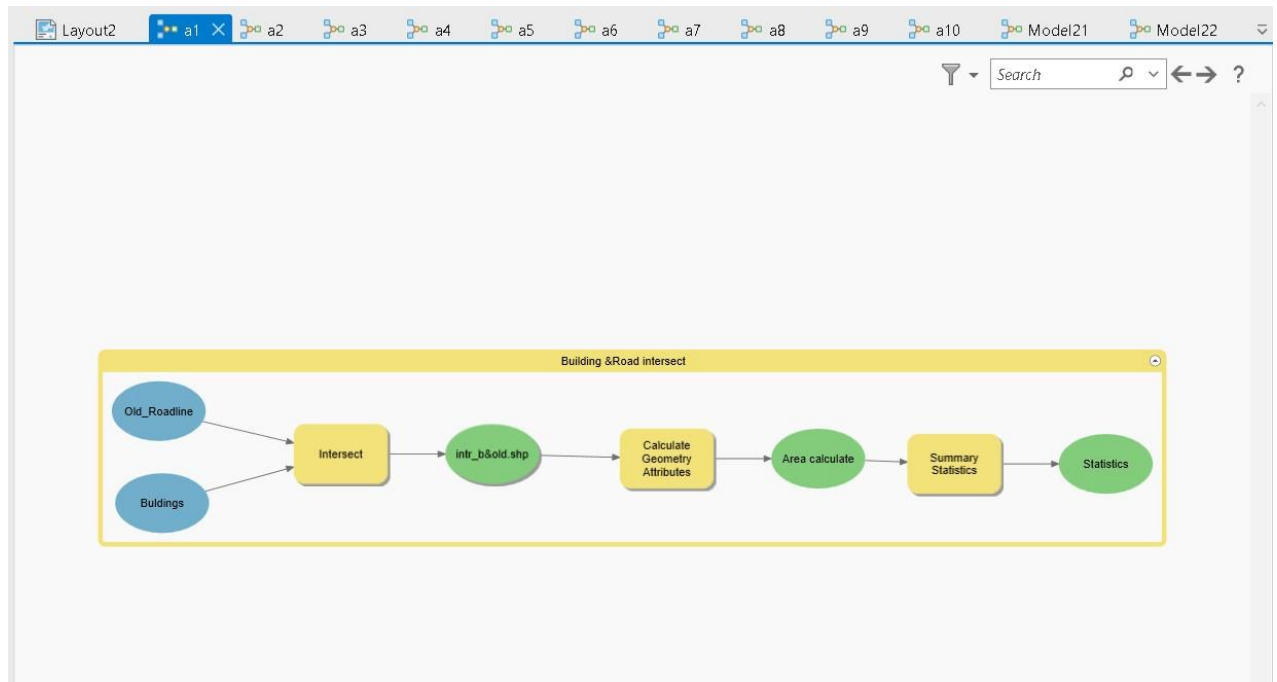 Layout2 a1 a2 a3 a4 a5 a6 a7 a8 a9 a10 Model21 Model22
Search ?
Building &Road intersect
Old_Roadline
Buldings
Intersect
intr_b&old.shp
Calculate
Geometry
Attributes
Area calculate
Summary
Statistics
Statistics